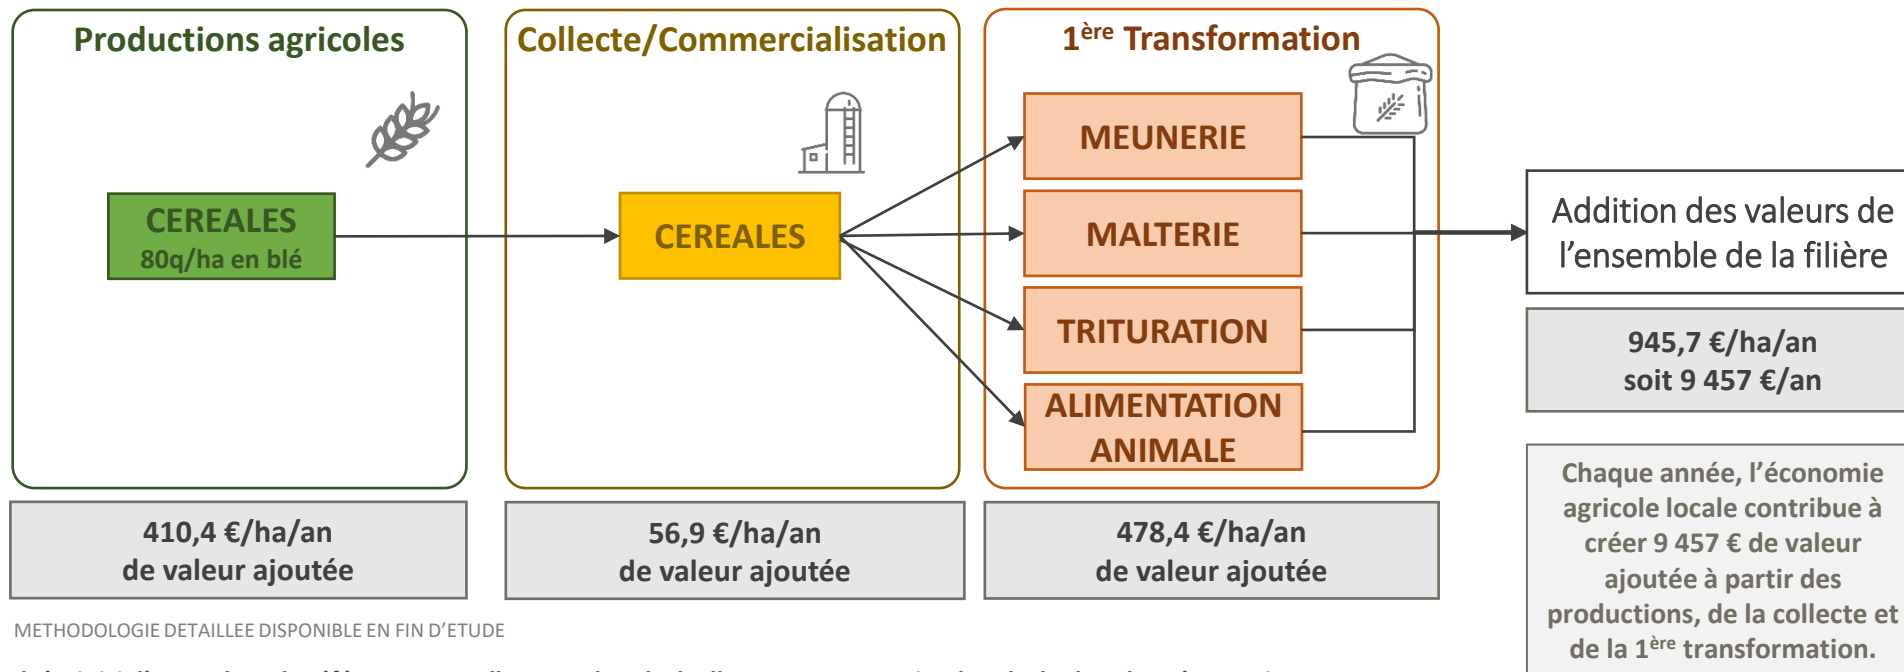 Productions agricoles
CEREALES
80q/ha en blé
410,4 €/ha/an
de valeur ajoutée
Collecte/Commercialisation
CEREALES
56,9 €/ha/an
de valeur ajoutée
1ère Transformation
MEUNERIE
MALTERIE
TRITURATION
ALIMENTATION
ANIMALE
478,4 €/ha/an
de valeur ajoutée
Addition des valeurs de
l'ensemble de la filière
945,7 €/ha/an
soit 9 457 €/an
Chaque année, l'économie
agricole locale contribue à
créer 9 457 € de valeur
ajoutée à partir des
productions, de la collecte et
de la 1ère transformation.
METHODOLOGIE DETAILLEE DISPONIBLE EN FIN D'ETUDE